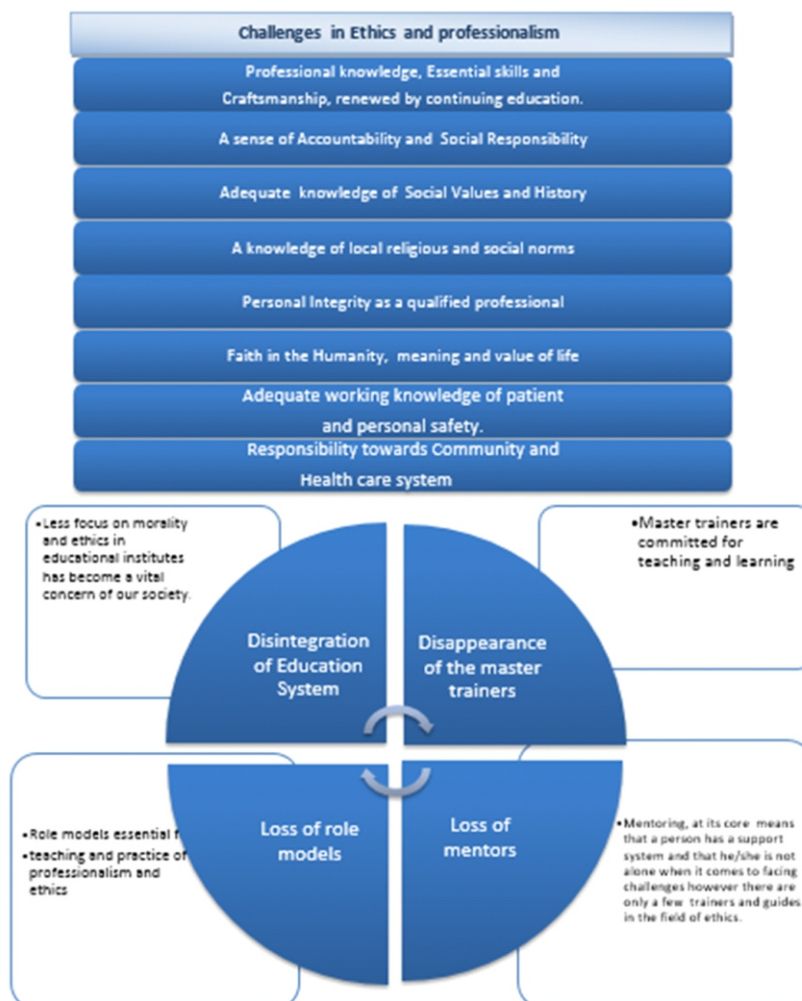 Challenges in Ethics and professionalism
Professional knowledge, Essential skills and
Craftsmanship, renewed by continuing education.
A sense of Accountability and Social Responsibility
Adequate knowledge of Social Values and History
A knowledge of local religious and social norms
Personal Integrity as a qualified professional
Faith in the Humanity, meaning and value of life
Adequate working knowledge of patient
and personal safety.
Responsibility towards Community and
Health care system
•Less focus on morality
and ethics in
educational institutes
has become a vital
concern of our society.
•Master trainers are
committed for
teaching and learning
Disintegration
of Education
System
Disappearance
of the master
trainers
Loss of role
models
Loss of
mentors
•Role models essential
•teaching and practice of
professionalism and
ethics
•Mentoring, at its core means
that a person has a support
system and that he/she is not
alone when it comes to facing
challenges however there are
only a few trainers and guides
in the field of ethics.